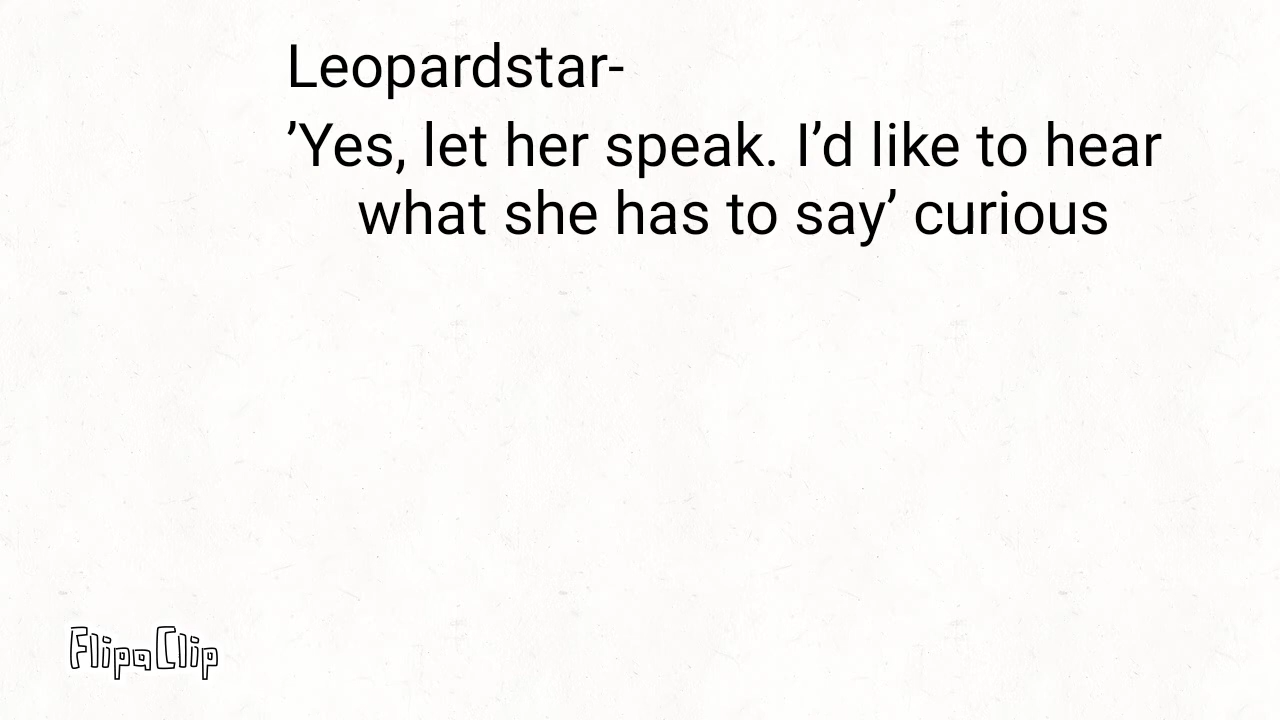 Leopardstar-
’Yes, let her speak. I’d like to hear
what she has to say’ curious
FlipaClip